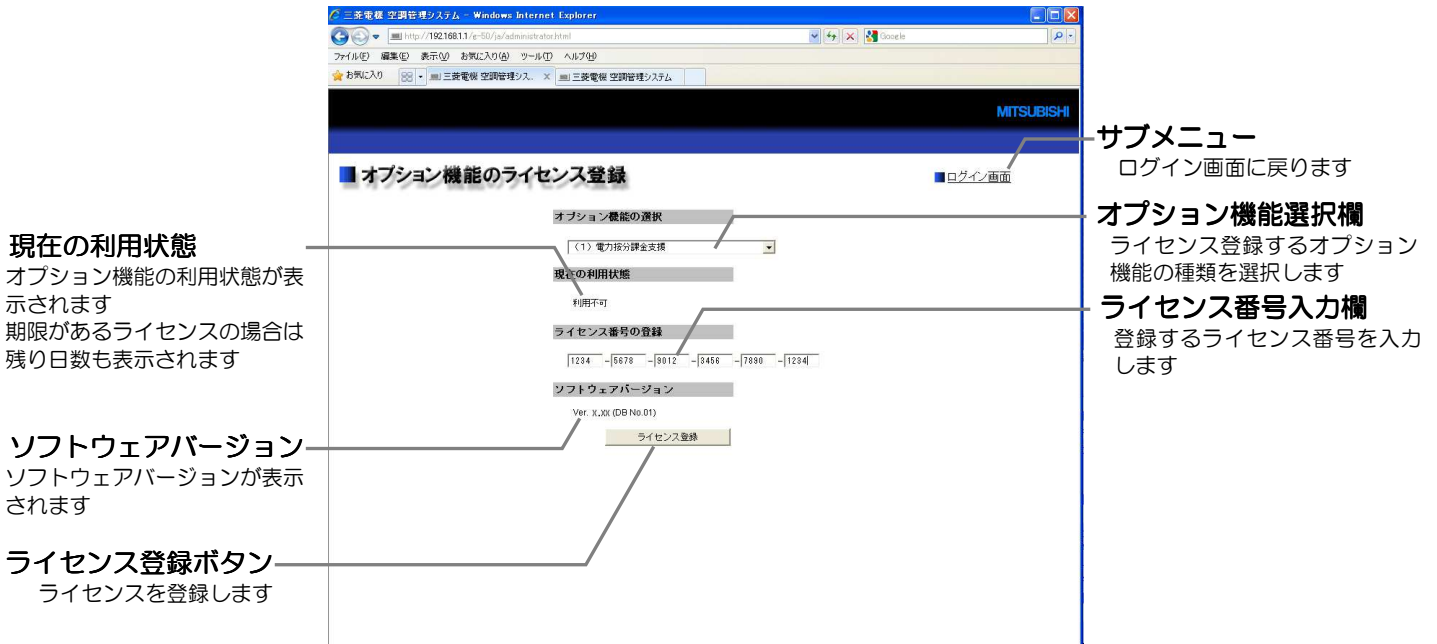 三菱電機 空調管理システム - Windows Internet Explorer
http://192.168.1.1/e-50/ja/administrator.html
Google
ファイル(F) 編集(E) 表示(V) お気に入り(A) ツール(T) ヘルプ(H)
お気に入り 三菱電機 空調管理シス.. X 三菱電機 空調管理システム
MITSUBISHI
オプション機能のライセンス登録
ログイン画面
オプション機能の選択
（1）電力按分課金支援
現在の利用状態
利用不可
ライセンス番号の登録
1234 -5678 -9012 -3456 -7890 -1234
ソフトウェアバージョン
Ver. X.XX (DB No.01)
ライセンス登録
現在の利用状態
オプション機能の利用状態が表
示されます
期限があるライセンスの場合は
残り日数も表示されます
ソフトウェアバージョン
ソフトウェアバージョンが表示
されます
ライセンス登録ボタン
ライセンスを登録します
サブメニュー
ログイン画面に戻ります
オプション機能選択欄
ライセンス登録するオプション
機能の種類を選択します
ライセンス番号入力欄
登録するライセンス番号を入力
します